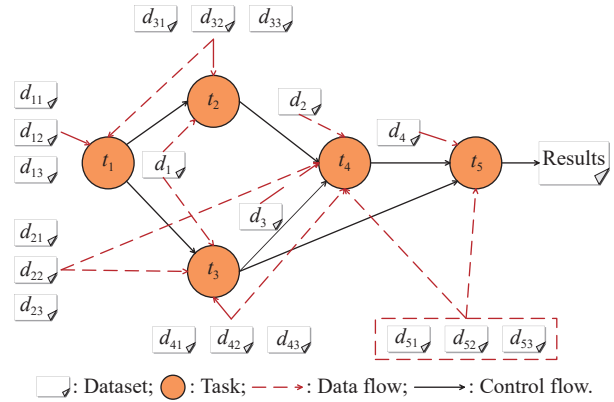 d31 d32 d33
d11
t2
d2
d12
d4
t1
d1
t4
t5
Results
d13
d3
d21
d22
t3
d23
d41 d42 d43
d51 d52 d53
: Dataset; : Task; : Data flow; : Control flow.